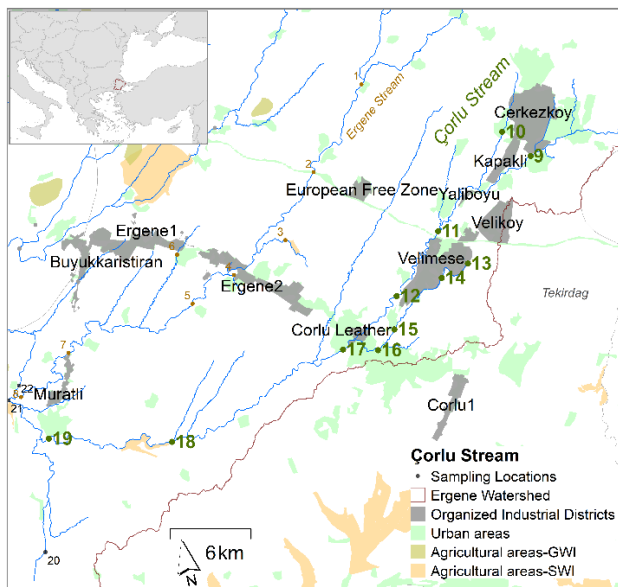 1
Ergene Stream
Çorlu Stream
Cerkezkoy
10
Kapakli
9
2
European Free Zone
Yaliboyu
Ergene1
3
11
Velikoy
Buyukkaristiran
6
Velimese
13
4
14
Ergene2
Tekirdag
5
12
Corlu Leather
15
7
17
16
22
8
Muratli
21
Corlu1
19
18
20
6km
N
Çorlu Stream
Sampling Locations
Ergene Watershed
Organized Industrial Districts
Urban areas
Agricultural areas-GWI
Agricultural areas-SWI